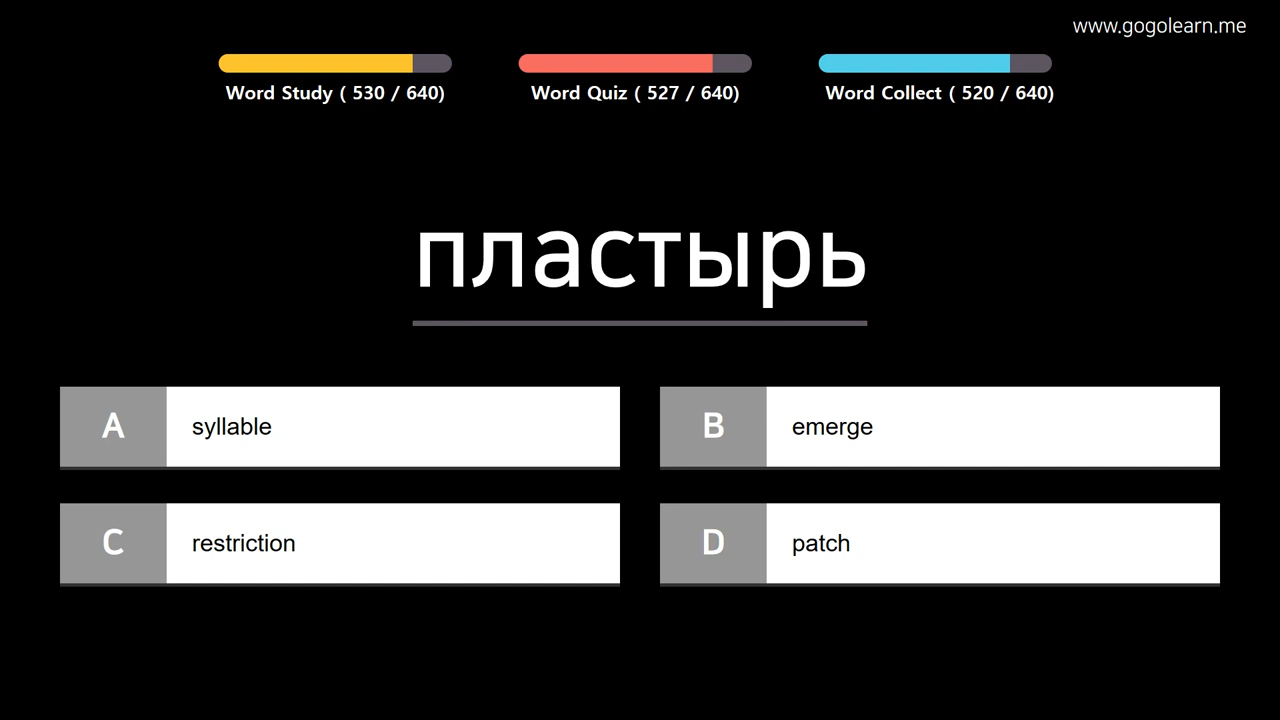 www.gogolearn.me
Word Study ( 530 / 640)
Word Quiz ( 527 / 640)
Word Collect ( 520 / 640)
пластырь
A syllable
B emerge
C restriction
D patch